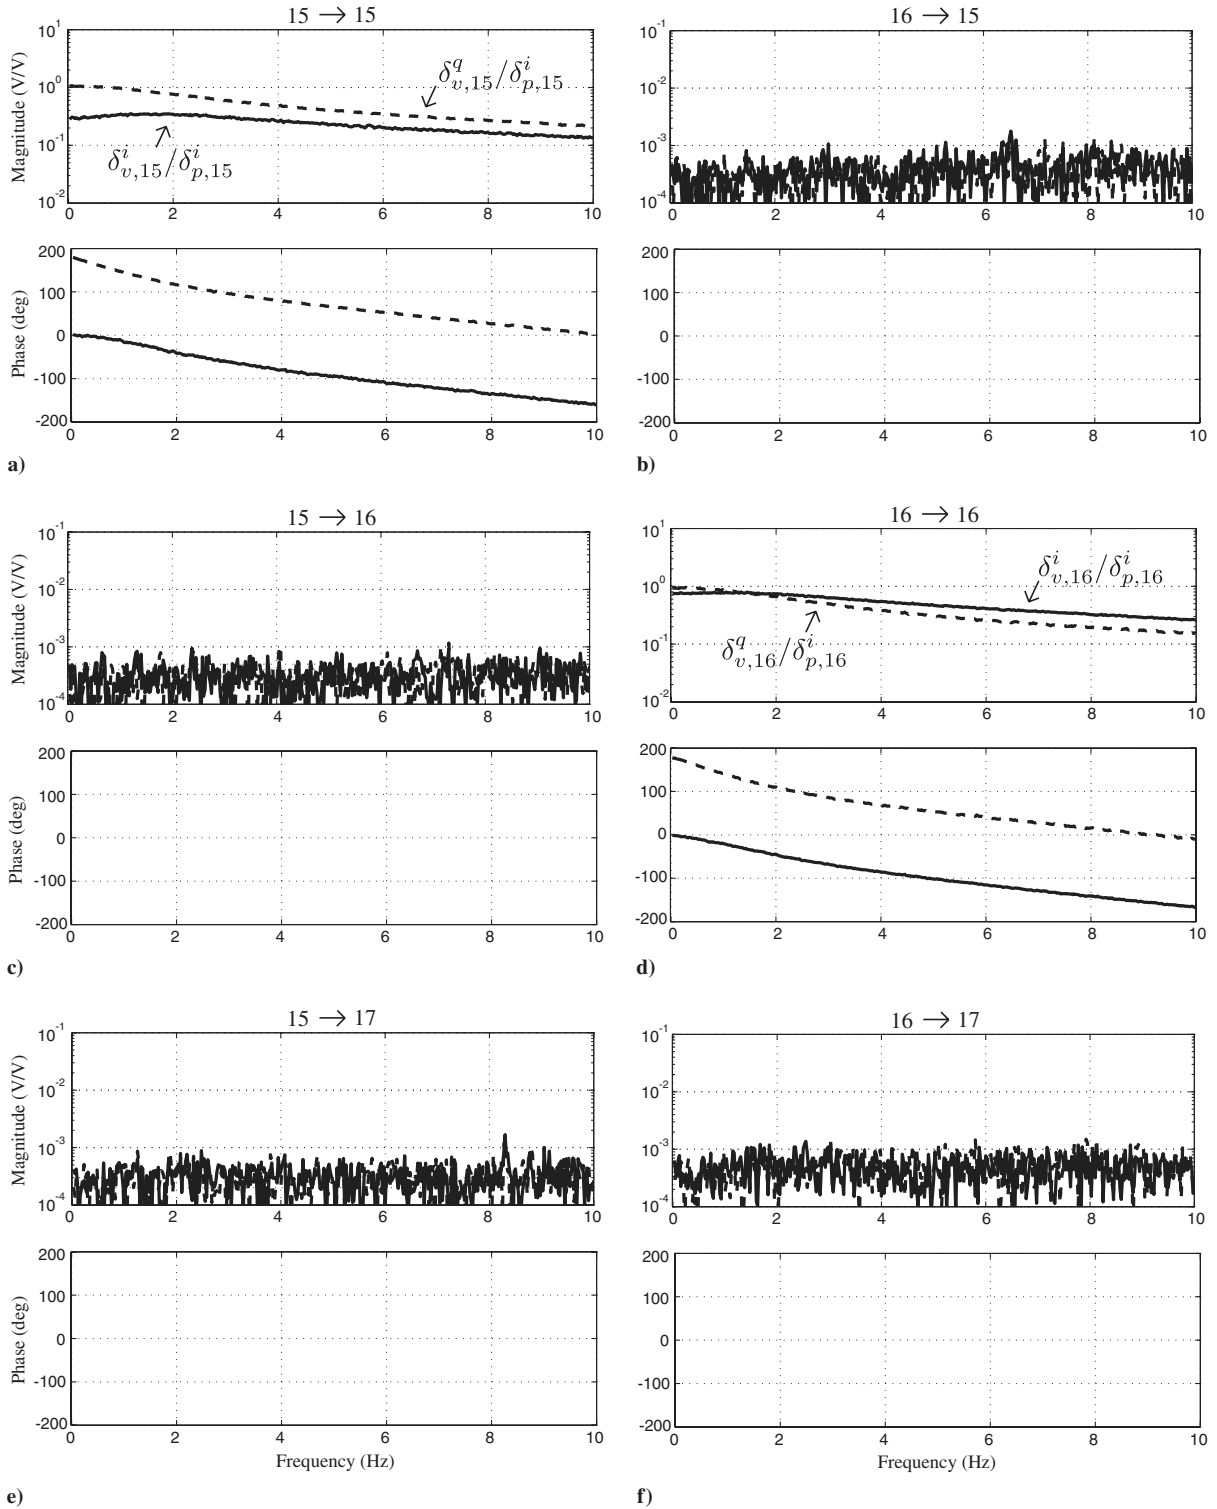 15 → 15
Magnitude (V/V)
10^1
10^0
10^-1
10^-2
δ^q_{v,15}/δ^i_{p,15}
δ^i_{v,15}/δ^i_{p,15}
0 2 4 6 8 10
Phase (deg)
200
100
0
-100
-200
0 2 4 6 8 10
a)
16 → 15
10^-1
10^-2
10^-3
10^-4
0 2 4 6 8 10
200
100
0
-100
-200
0 2 4 6 8 10
b)
15 → 16
Magnitude (V/V)
10^-1
10^-2
10^-3
10^-4
0 2 4 6 8 10
Phase (deg)
200
100
0
-100
-200
0 2 4 6 8 10
c)
16 → 16
10^1
10^0
10^-1
10^-2
δ^i_{v,16}/δ^i_{p,16}
δ^q_{v,16}/δ^i_{p,16}
0 2 4 6 8 10
200
100
0
-100
-200
0 2 4 6 8 10
d)
15 → 17
Magnitude (V/V)
10^-1
10^-2
10^-3
10^-4
0 2 4 6 8 10
Phase (deg)
200
100
0
-100
-200
0 2 4 6 8 10
Frequency (Hz)
e)
16 → 17
10^-1
10^-2
10^-3
10^-4
0 2 4 6 8 10
200
100
0
-100
-200
0 2 4 6 8 10
Frequency (Hz)
f)